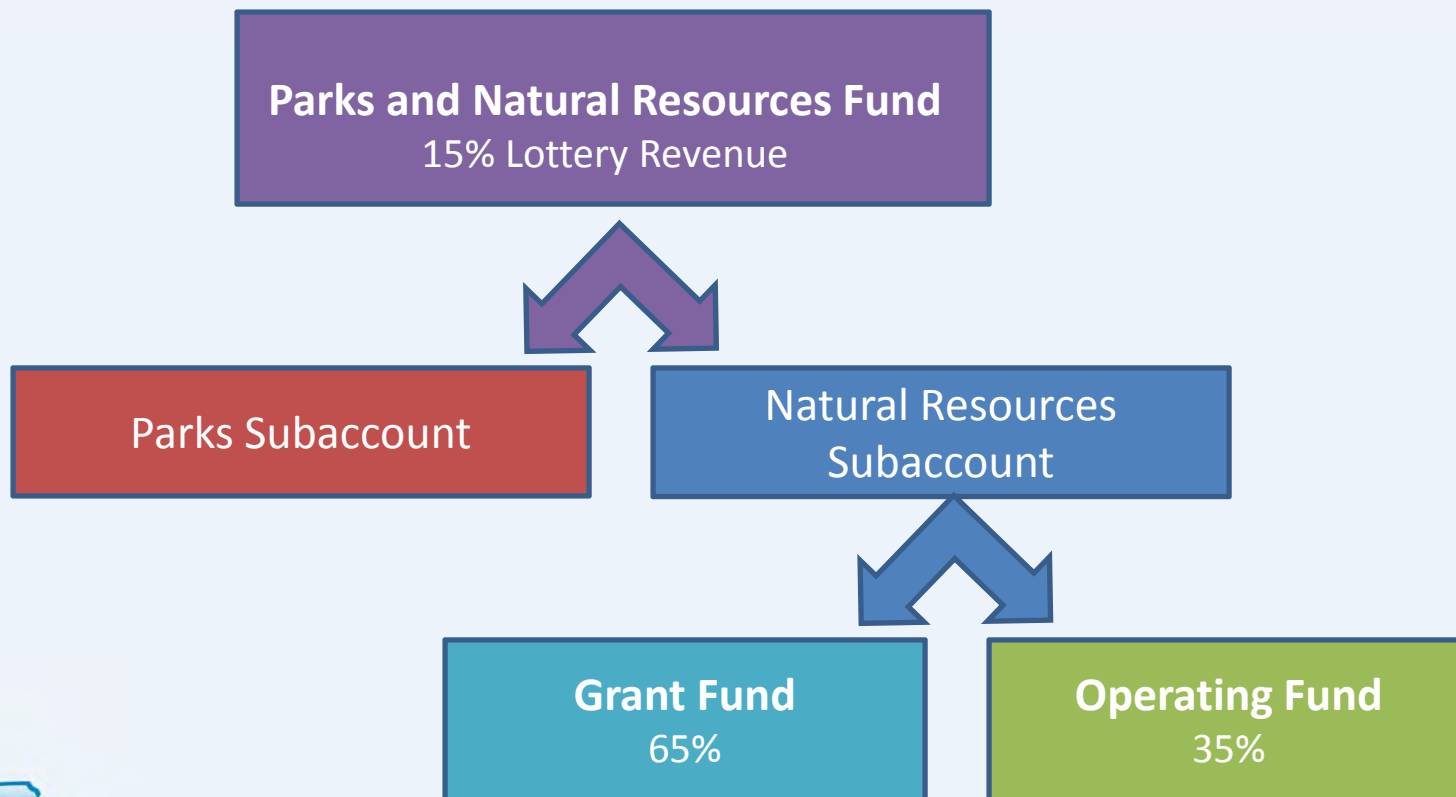 Parks and Natural Resources Fund
15% Lottery Revenue
Parks Subaccount
Natural Resources
Subaccount
Grant Fund
65%
Operating Fund
35%